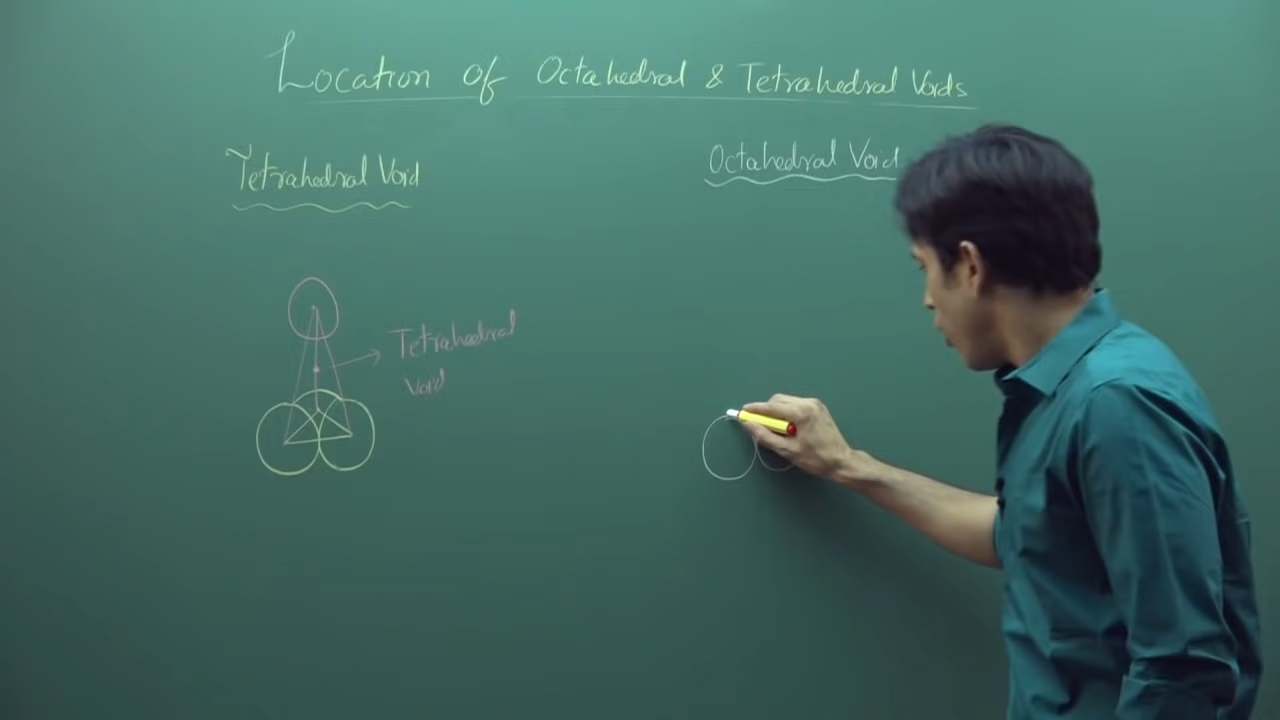 Location of Octahedral & Tetrahedral Voids
Tetrahedral Void
Octahedral Void
Tetrahedral
Void